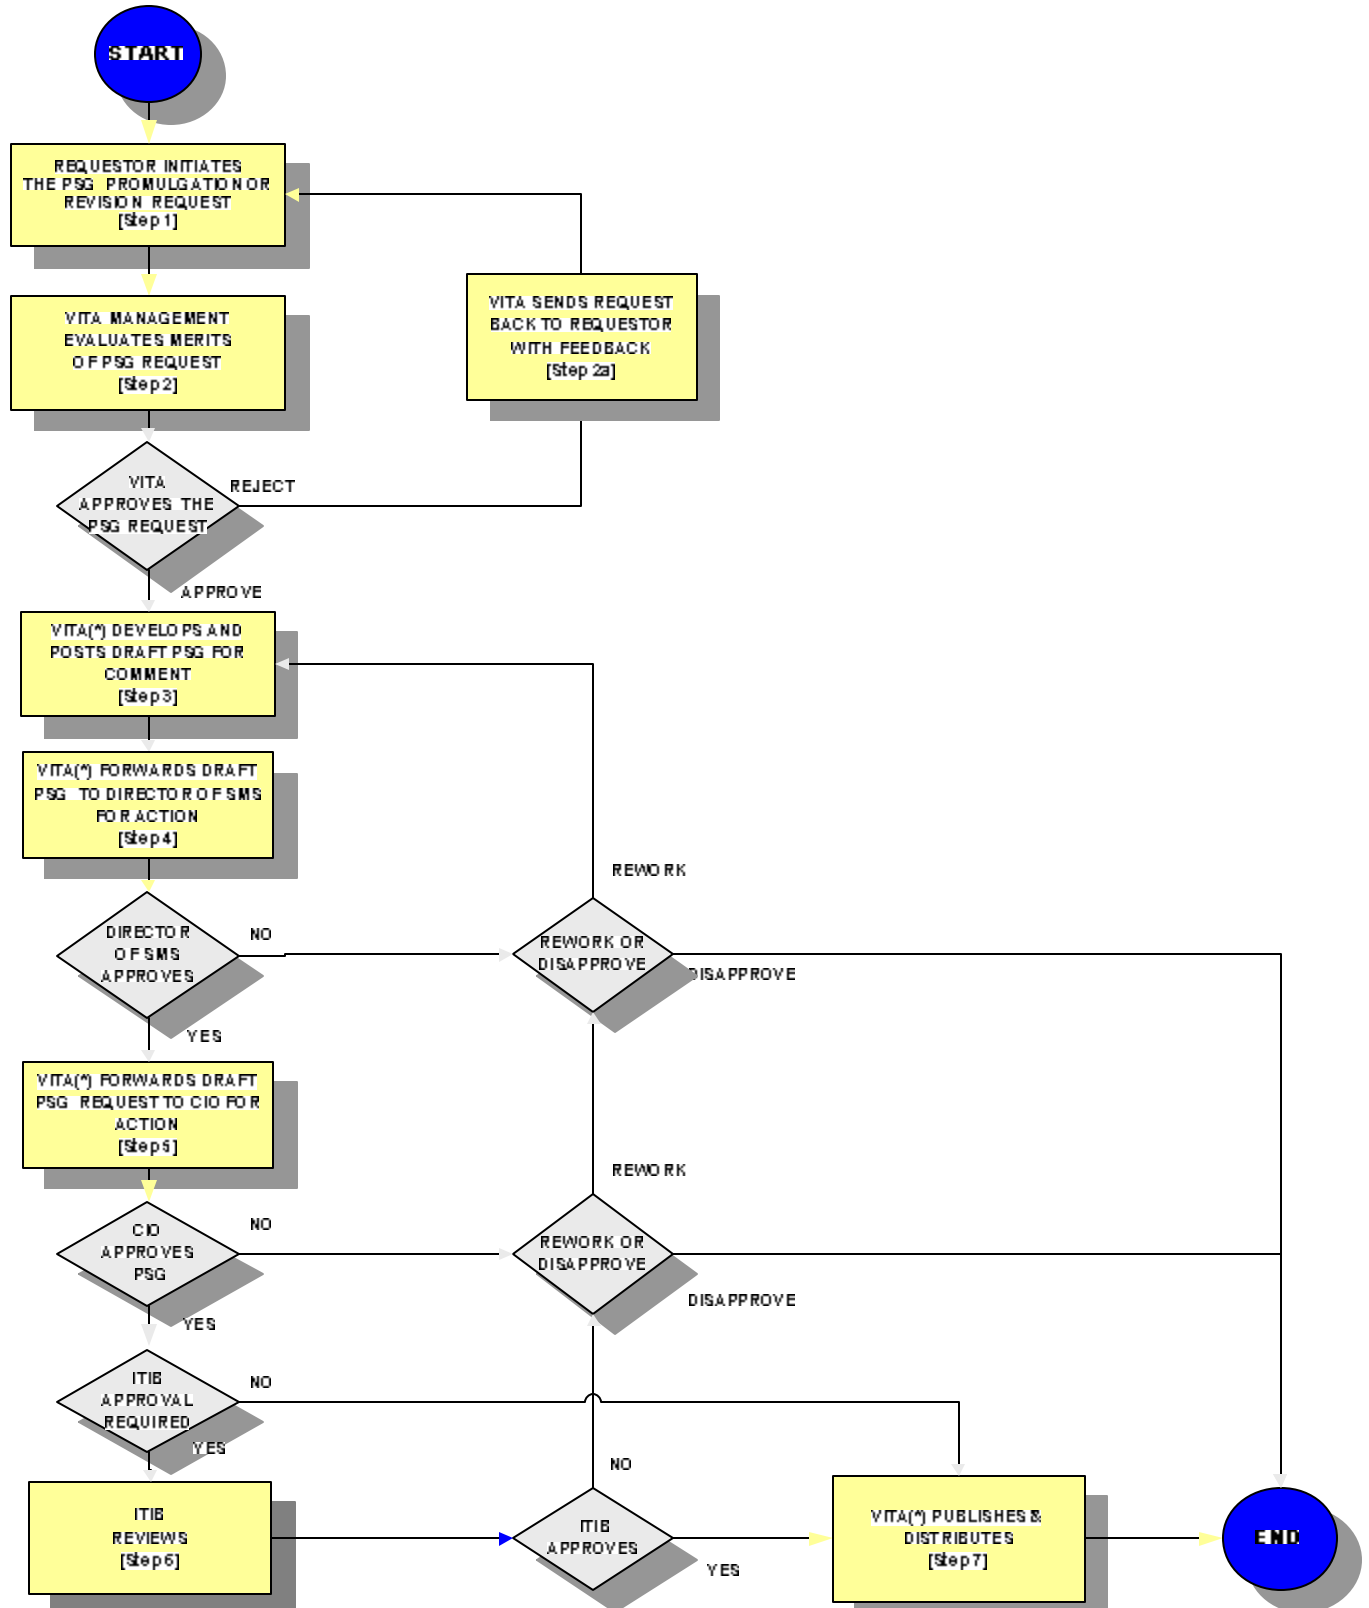 START
REQUESTOR INITIATES
THE PSG PROMULGATION OR
REVISION REQUEST
[Step 1]
VITA MANAGEMENT
EVALUATES MERITS
OF PSG REQUEST
[Step 2]
VITA SENDS REQUEST
BACK TO REQUESTOR
WITH FEEDBACK
[Step 2a]
VITA
APPROVES THE
PSG REQUEST
REJECT
APPROVE
VITA(*) DEVELOPS AND
POSTS DRAFT PSG FOR
COMMENT
[Step 3]
VITA(*) FORWARDS DRAFT
PSG TO DIRECTOR OF SMS
FOR ACTION
[Step 4]
REWORK
DIRECTOR
OF SMS
APPROVES
NO
REWORK OR
DISAPPROVE
DISAPPROVE
YES
VITA(*) FORWARDS DRAFT
PSG REQUEST TO CIO FOR
ACTION
[Step 5]
REWORK
CIO
APPROVES
PSG
NO
REWORK OR
DISAPPROVE
DISAPPROVE
YES
ITIB
APPROVAL
REQUIRED
NO
YES
ITIB
REVIEWS
[Step 6]
NO
ITIB
APPROVES
YES
VITA(*) PUBLISHES &
DISTRIBUTES
[Step 7]
END